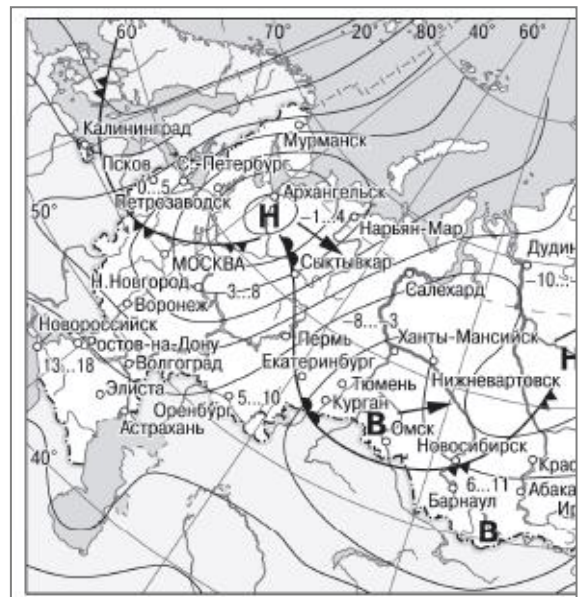 60° 70° 80° 40° 60°
Калининград
Мурманск
Псков С.-Петербург
0...5
Архангельск
Петрозаводск
Н
−1...4
Нарьян-Мар
50°
Дудин
МОСКВА
Сыктывкар
−10...
Н.Новгород
3...8
Салехард
Воронеж
−8...−3
Новороссийск
Пермь
Ханты-Мансийск
Ростов-на-Дону
13...18
Екатеринбург
Н
Волгоград
Тюмень
Нижневартовск
Элиста
5...10
Оренбург
Курган
В
Астрахань
Омск
Новосибирск
40°
Крас
6...11
Абака
Барнаул
Ир
В